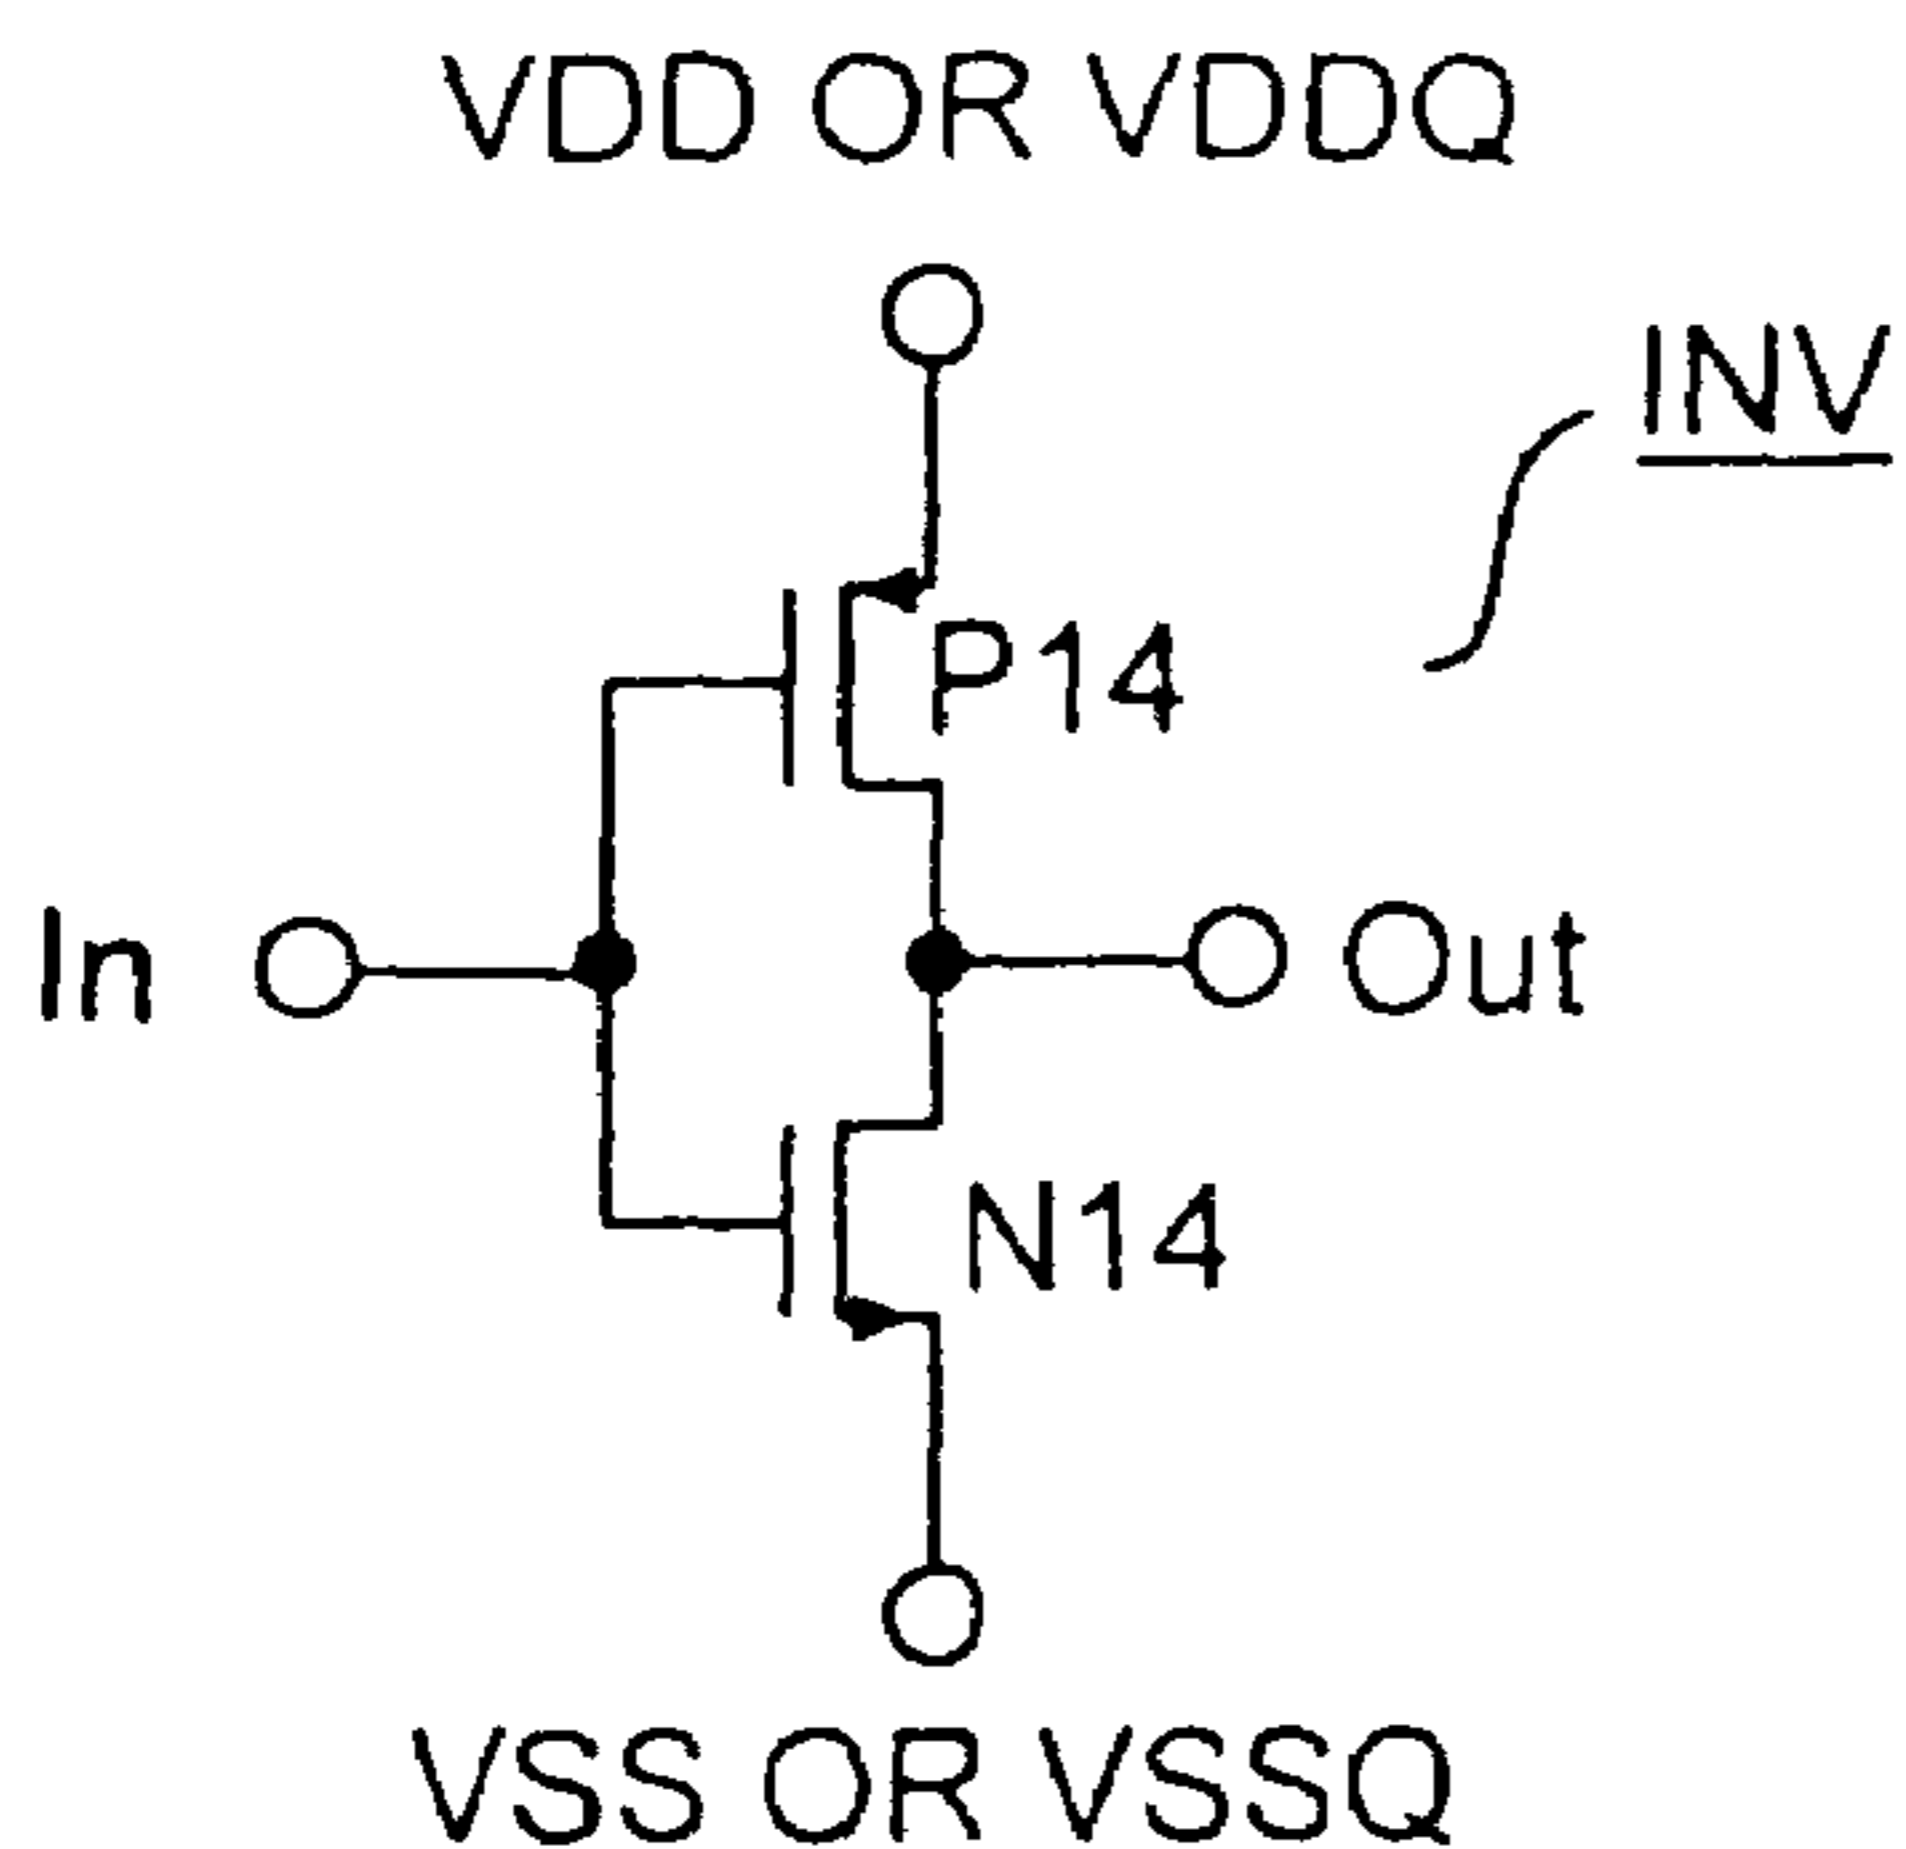 VDD OR VDDQ
INV
P14
In
Out
N14
VSS OR VSSQ